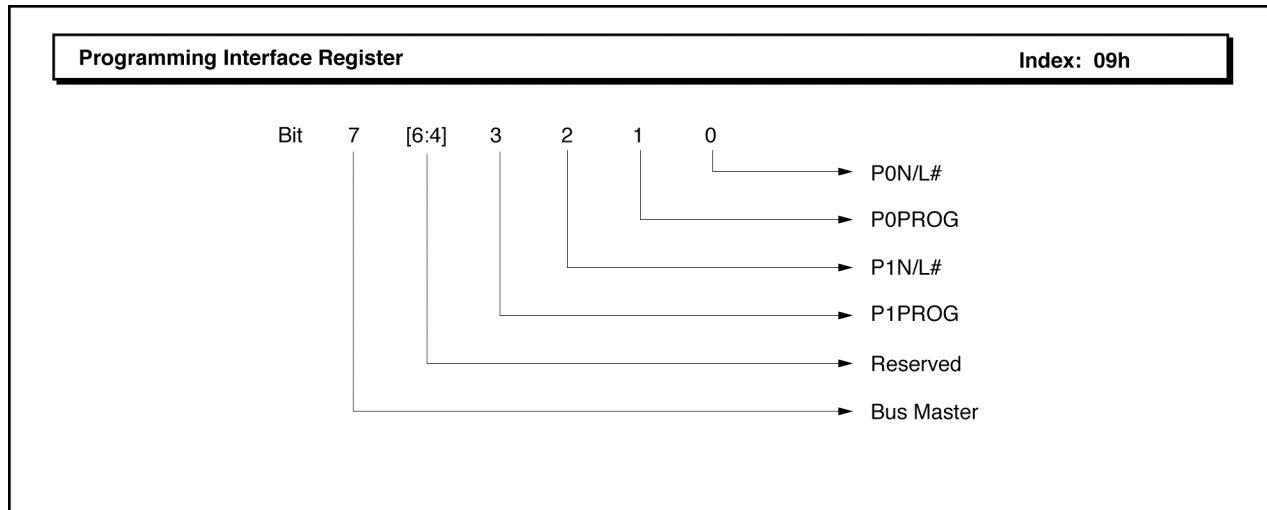 Programming Interface Register Index: 09h
Bit 7 [6:4] 3 2 1 0
P0N/L#
P0PROG
P1N/L#
P1PROG
Reserved
Bus Master